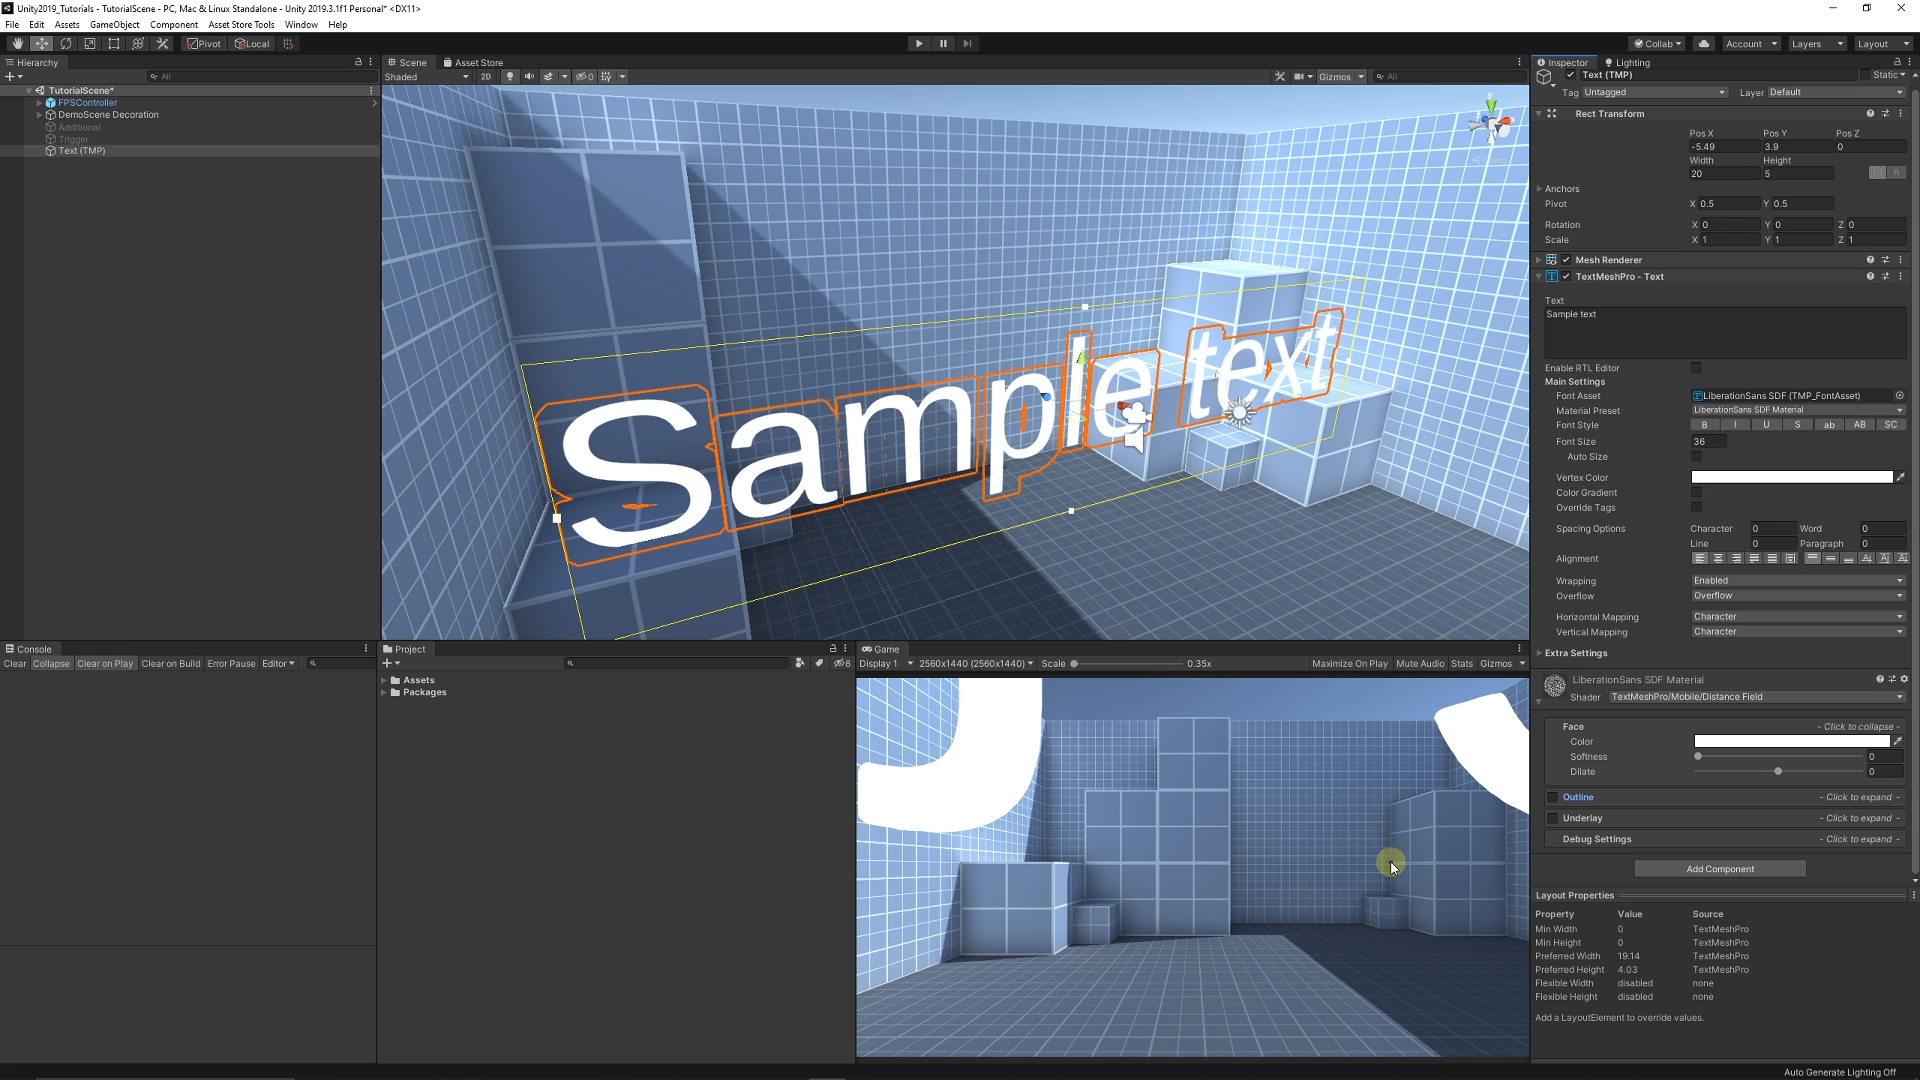 Unity2019_Tutorials - TutorialScene - PC, Mac & Linux Standalone - Unity 2019.3.1f1 Personal* <DX11>
File Edit Assets GameObject Component Asset Store Tools Window Help
Pivot Local Collab Account Layers Layout
Hierarchy
All
TutorialScene*
FPSController
DemoScene Decoration
Additional
Trigger
Text (TMP)
Scene Asset Store
Shaded 2D 0 Gizmos All
Sample text
Console
Clear Collapse Clear on Play Clear on Build Error Pause Editor
Project
8
Assets
Packages
Game
Display 1 2560x1440 (2560x1440) Scale 0.35x Maximize On Play Mute Audio Stats Gizmos
Inspector Lighting
Text (TMP) Static
Tag Untagged Layer Default
Rect Transform
Pos X Pos Y Pos Z
-5.49 3.9 0
Width Height
20 5
R
Anchors
Pivot X 0.5 Y 0.5
Rotation X 0 Y 0 Z 0
Scale X 1 Y 1 Z 1
Mesh Renderer
TextMeshPro - Text
Text
Sample text
Enable RTL Editor
Main Settings
Font Asset LiberationSans SDF (TMP_FontAsset)
Material Preset LiberationSans SDF Material
Font Style B I U S ab AB SC
Font Size 36
Auto Size
Vertex Color
Color Gradient
Override Tags
Spacing Options Character 0 Word 0
Line 0 Paragraph 0
Alignment
Wrapping Enabled
Overflow Overflow
Horizontal Mapping Character
Vertical Mapping Character
Extra Settings
LiberationSans SDF Material
Shader TextMeshPro/Mobile/Distance Field
Face - Click to collapse -
Color
Softness 0
Dilate 0
Outline - Click to expand -
Underlay - Click to expand -
Debug Settings - Click to expand -
Add Component
Layout Properties
Property Value Source
Min Width 0 TextMeshPro
Min Height 0 TextMeshPro
Preferred Width 19.14 TextMeshPro
Preferred Height 4.03 TextMeshPro
Flexible Width disabled none
Flexible Height disabled none
Add a LayoutElement to override values.
Auto Generate Lighting Off